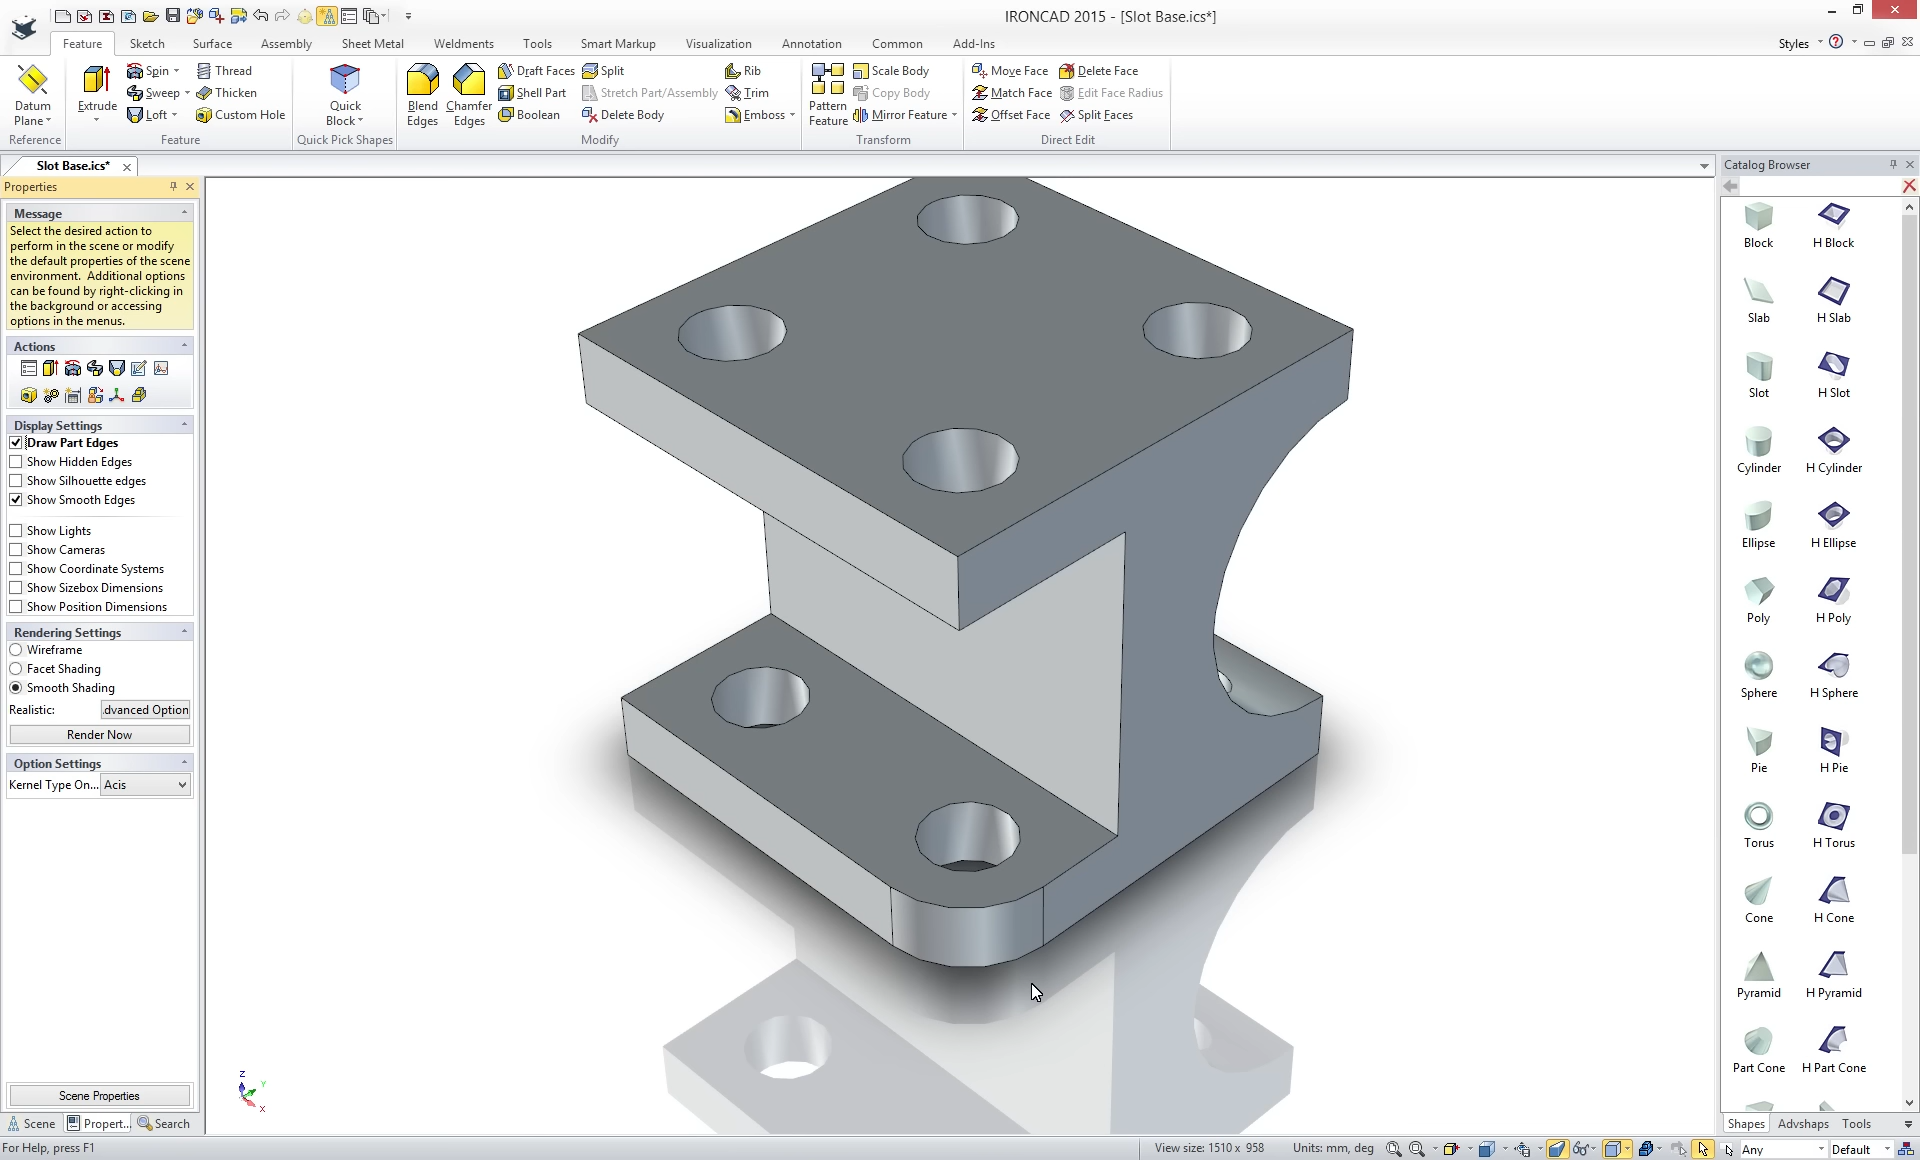 IRONCAD 2015 - [Slot Base.ics*]
Feature Sketch Surface Assembly Sheet Metal Weldments Tools Smart Markup Visualization Annotation Common Add-Ins Styles
Spin Thread Draft Faces Split Rib Scale Body Move Face Delete Face
Sweep Thicken Shell Part Stretch Part/Assembly Trim Copy Body Match Face Edit Face Radius
Datum Plane Extrude Loft Custom Hole Quick Block Blend Edges Chamfer Edges Boolean Delete Body Emboss Pattern Feature Mirror Feature Offset Face Split Faces
Reference Feature Quick Pick Shapes Modify Transform Direct Edit
Slot Base.ics*
Catalog Browser
Properties
Message
Select the desired action to
perform in the scene or modify
the default properties of the scene
environment. Additional options
can be found by right-clicking in
the background or accessing
options in the menus.
Actions
Display Settings
Draw Part Edges
Show Hidden Edges
Show Silhouette edges
Show Smooth Edges
Show Lights
Show Cameras
Show Coordinate Systems
Show Sizebox Dimensions
Show Position Dimensions
Rendering Settings
Wireframe
Facet Shading
Smooth Shading
Realistic: dvanced Option
Render Now
Option Settings
Kernel Type On... Acis
Scene Properties
Scene Propert... Search
Z
Y
X
Block H Block
Slab H Slab
Slot H Slot
Cylinder H Cylinder
Ellipse H Ellipse
Poly H Poly
Sphere H Sphere
Pie H Pie
Torus H Torus
Cone H Cone
Pyramid H Pyramid
Part Cone H Part Cone
Shapes Advshapes Tools
For Help, press F1
View size: 1510 x 958 Units: mm, deg Any Default